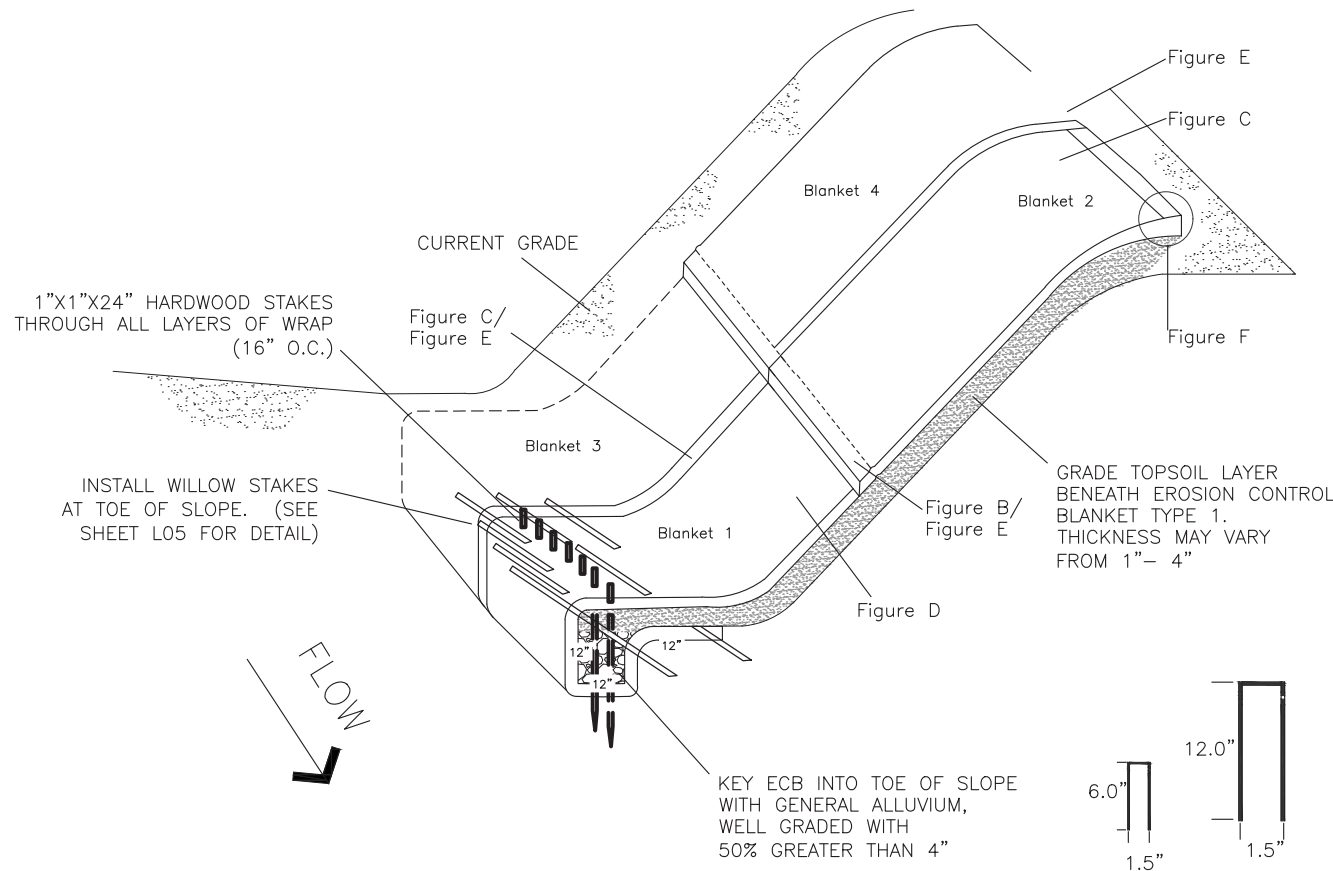 Figure E
Figure C
Blanket 4
Blanket 2
CURRENT GRADE
1"X1"X24" HARDWOOD STAKES
THROUGH ALL LAYERS OF WRAP
(16" O.C.)
Figure C/
Figure E
Figure F
Blanket 3
INSTALL WILLOW STAKES
AT TOE OF SLOPE. (SEE
SHEET L05 FOR DETAIL)
Blanket 1
Figure B/
Figure E
GRADE TOPSOIL LAYER
BENEATH EROSION CONTROL
BLANKET TYPE 1.
THICKNESS MAY VARY
FROM 1"– 4"
Figure D
12"
12"
12"
FLOW
KEY ECB INTO TOE OF SLOPE
WITH GENERAL ALLUVIUM,
WELL GRADED WITH
50% GREATER THAN 4"
6.0"
1.5"
12.0"
1.5"